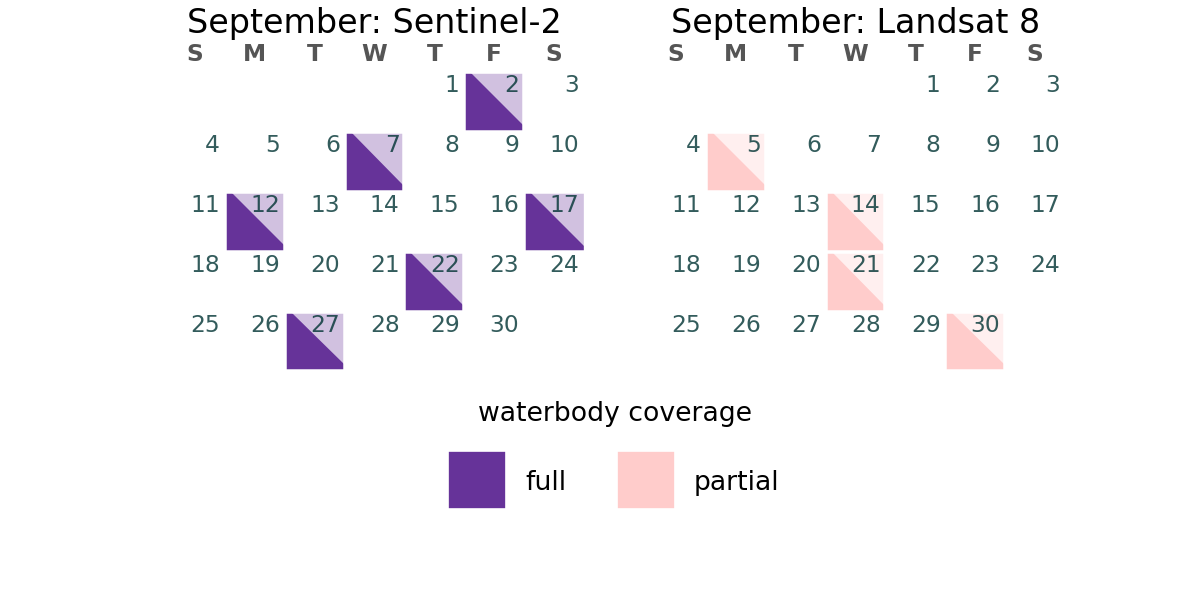 September: Sentinel-2
S M T W T F S
1 2 3
4 5 6 7 8 9 10
11 12 13 14 15 16 17
18 19 20 21 22 23 24
25 26 27 28 29 30
September: Landsat 8
S M T W T F S
1 2 3
4 5 6 7 8 9 10
11 12 13 14 15 16 17
18 19 20 21 22 23 24
25 26 27 28 29 30
waterbody coverage
full
partial